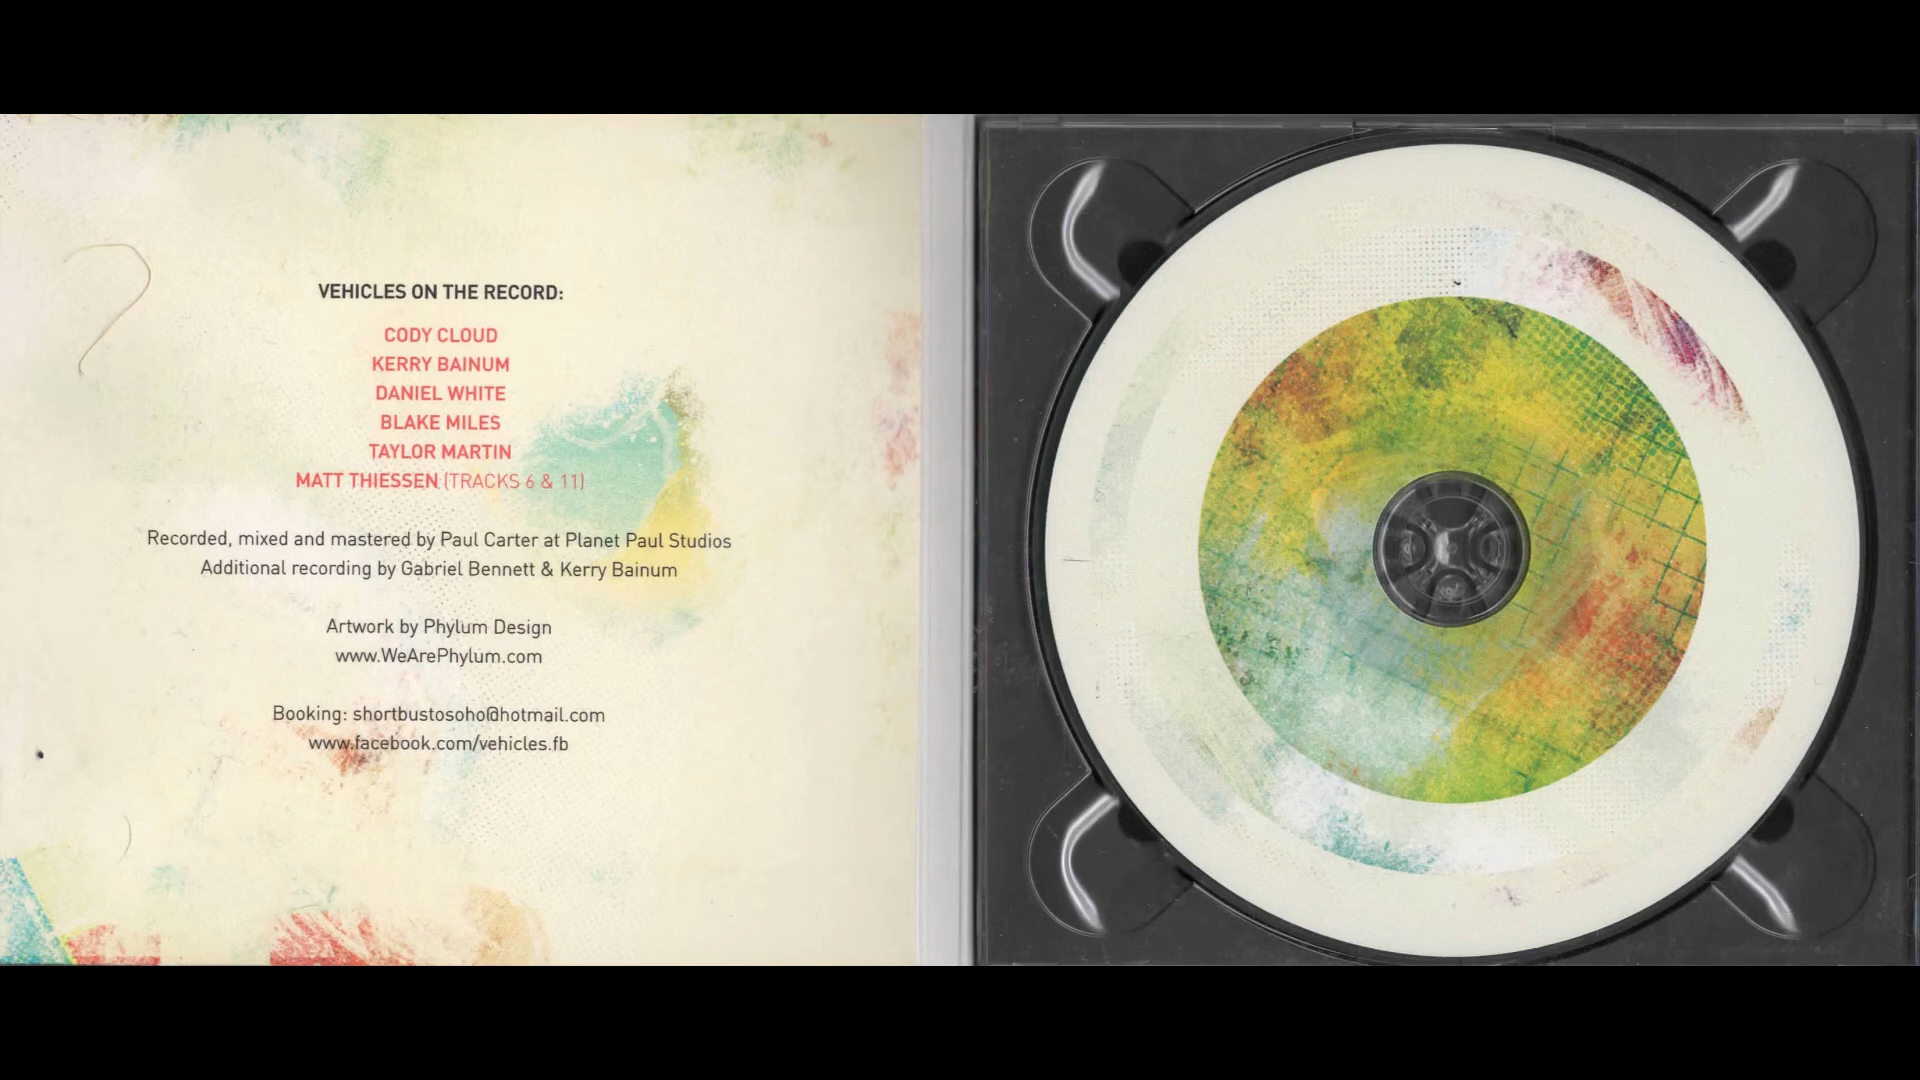 VEHICLES ON THE RECORD:
CODY CLOUD
KERRY BAINUM
DANIEL WHITE
BLAKE MILES
TAYLOR MARTIN
MATT THIESSEN (TRACKS 6 & 11)
Recorded, mixed and mastered by Paul Carter at Planet Paul Studios
Additional recording by Gabriel Bennett & Kerry Bainum
Artwork by Phylum Design
www.WeArePhylum.com
Booking: shortbustosoho@hotmail.com
www.facebook.com/vehicles.fb